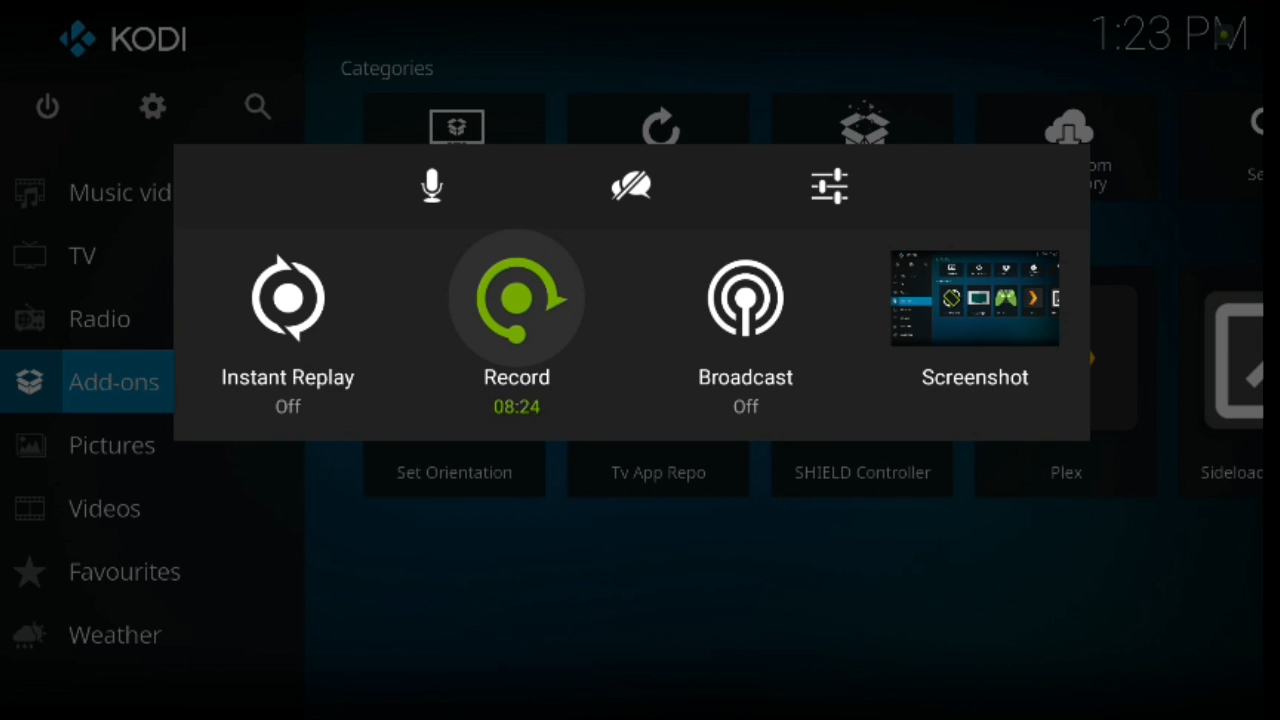 KODI
1:23 PM
Categories
Music vid
TV
Radio
Add-ons
Pictures
Videos
Favourites
Weather
Instant Replay
Off
Record
08:24
Broadcast
Off
Screenshot
Set Orientation
Tv App Repo
SHIELD Controller
Plex
Sideload